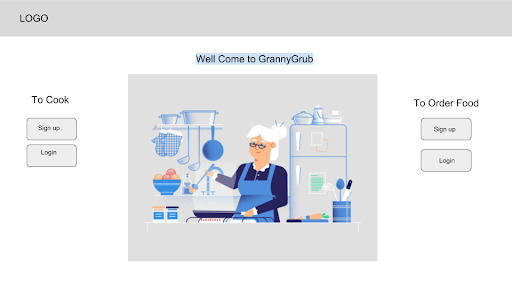 LOGO
Well Come to GrannyGrub
To Cook
Sign up
Login
To Order Food
Sign up
Login